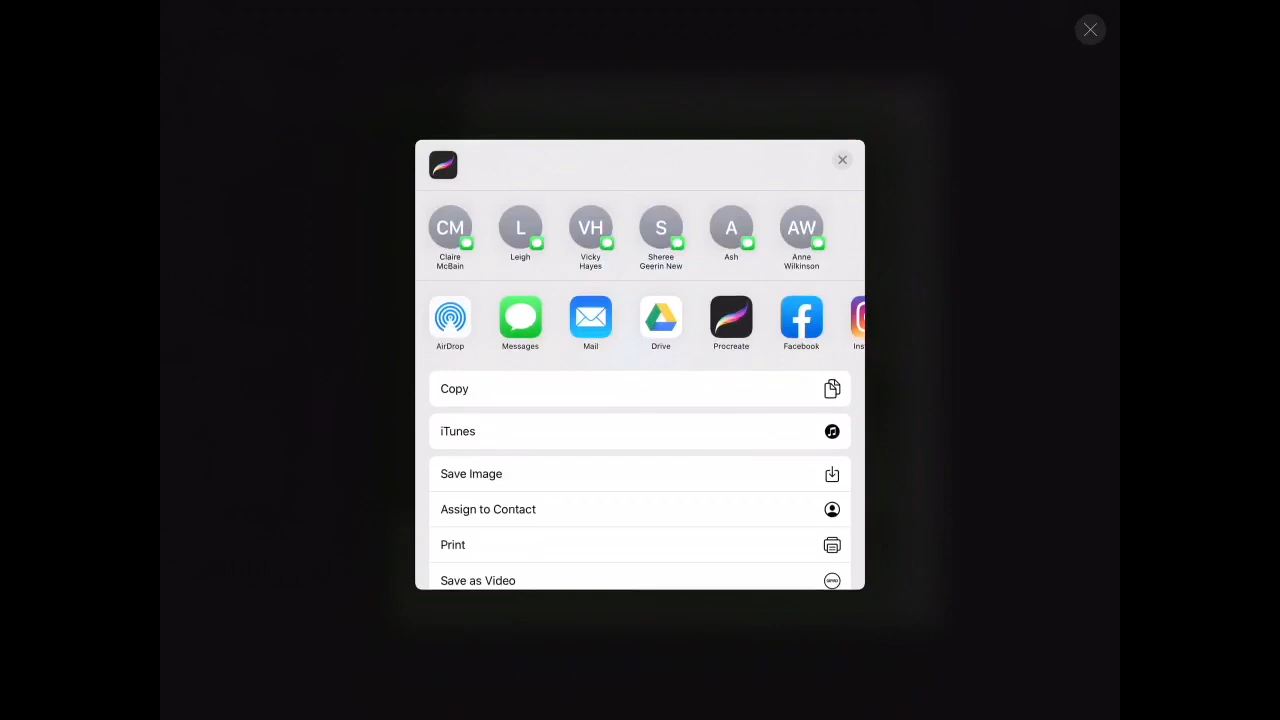 CM
L
VH
S
A
AW
Claire
McBain
Leigh
Vicky
Hayes
Sheree
Geerin New
Ash
Anne
Wilkinson
AirDrop
Messages
Mail
Drive
Procreate
Facebook
Ins
Copy
iTunes
Save Image
Assign to Contact
Print
Save as Video